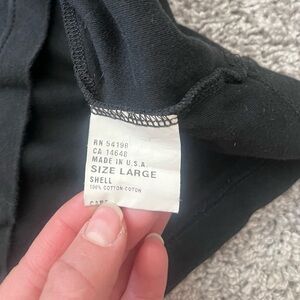 RN 54198
CA 14648
MADE IN U.S.A.
SIZE LARGE
SHELL
100% COTTON-COTON